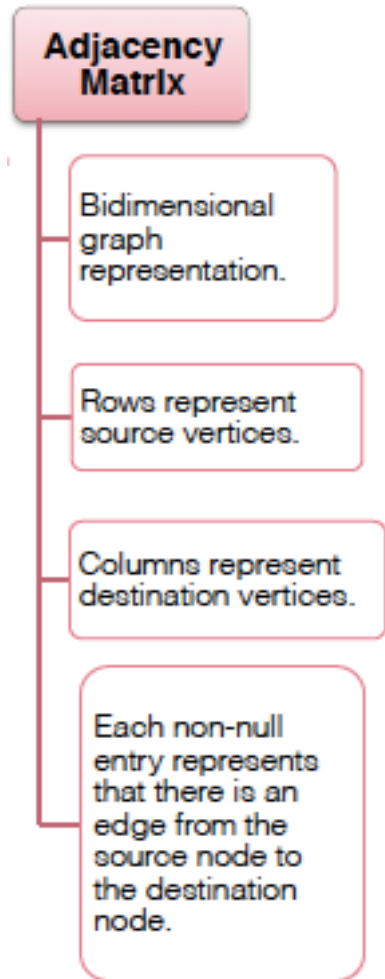 Adjacency
Matrix
Bidimensional
graph
representation.
Rows represent
source vertices.
Columns represent
destination vertices.
Each non-null
entry represents
that there is an
edge from the
source node to
the destination
node.